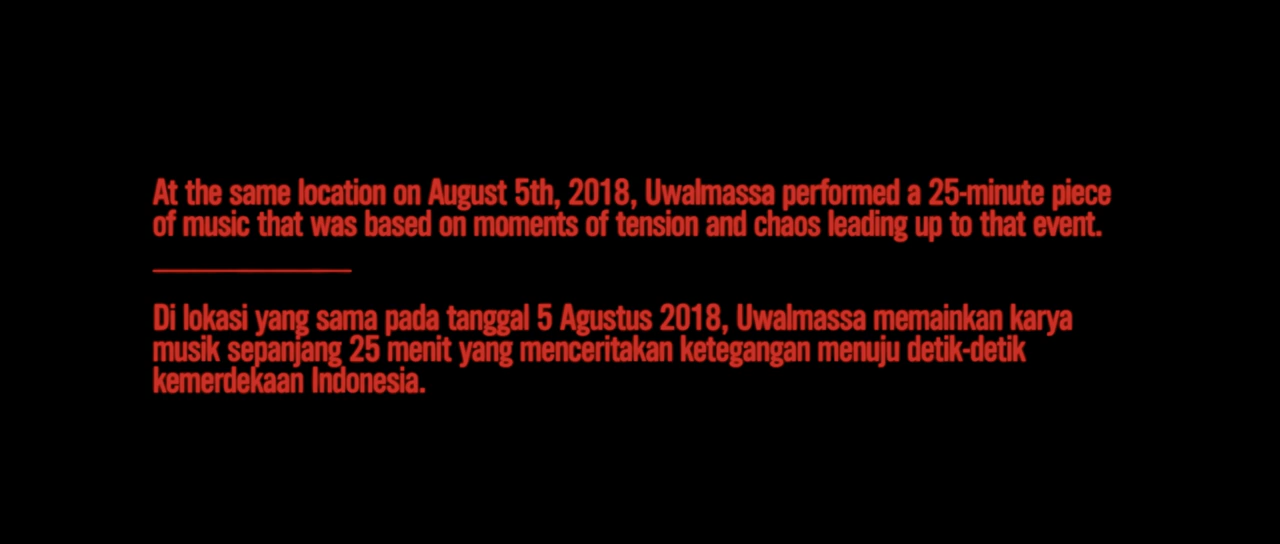 At the same location on August 5th, 2018, Uwalmassa performed a 25-minute piece
of music that was based on moments of tension and chaos leading up to that event.
Di lokasi yang sama pada tanggal 5 Agustus 2018, Uwalmassa memainkan karya
musik sepanjang 25 menit yang menceritakan ketegangan menuju detik-detik
kemerdekaan Indonesia.